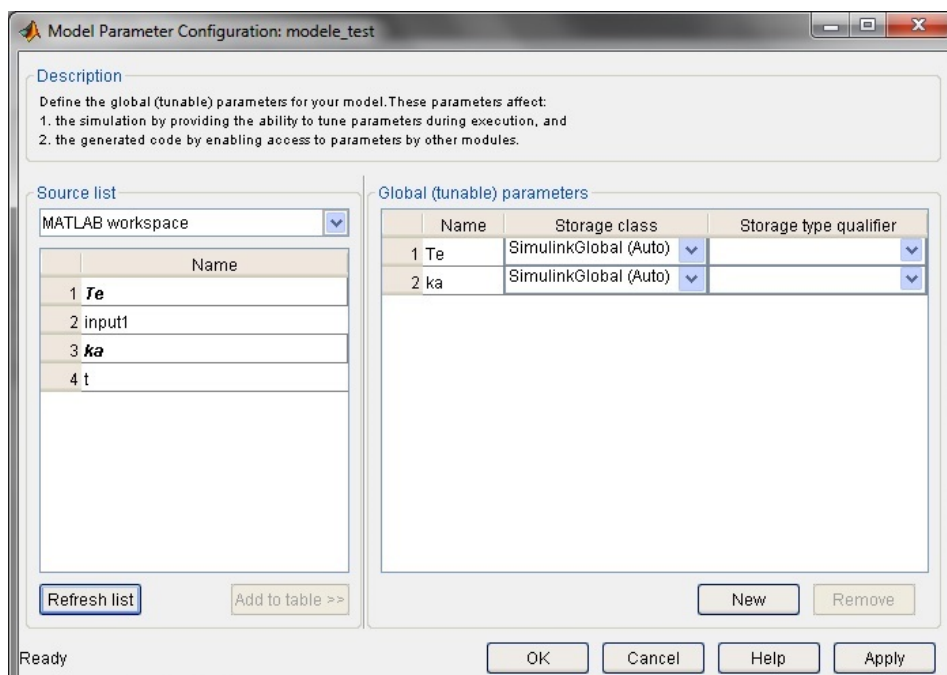 Model Parameter Configuration: modele_test
Description
Define the global (tunable) parameters for your model.These parameters affect:
1. the simulation by providing the ability to tune parameters during execution, and
2. the generated code by enabling access to parameters by other modules.
Source list
MATLAB workspace
Name
1 Te
2 input1
3 ka
4 t
Refresh list
Add to table >>
Global (tunable) parameters
Name Storage class Storage type qualifier
1 Te SimulinkGlobal (Auto)
2 ka SimulinkGlobal (Auto)
New Remove
Ready
OK Cancel Help Apply